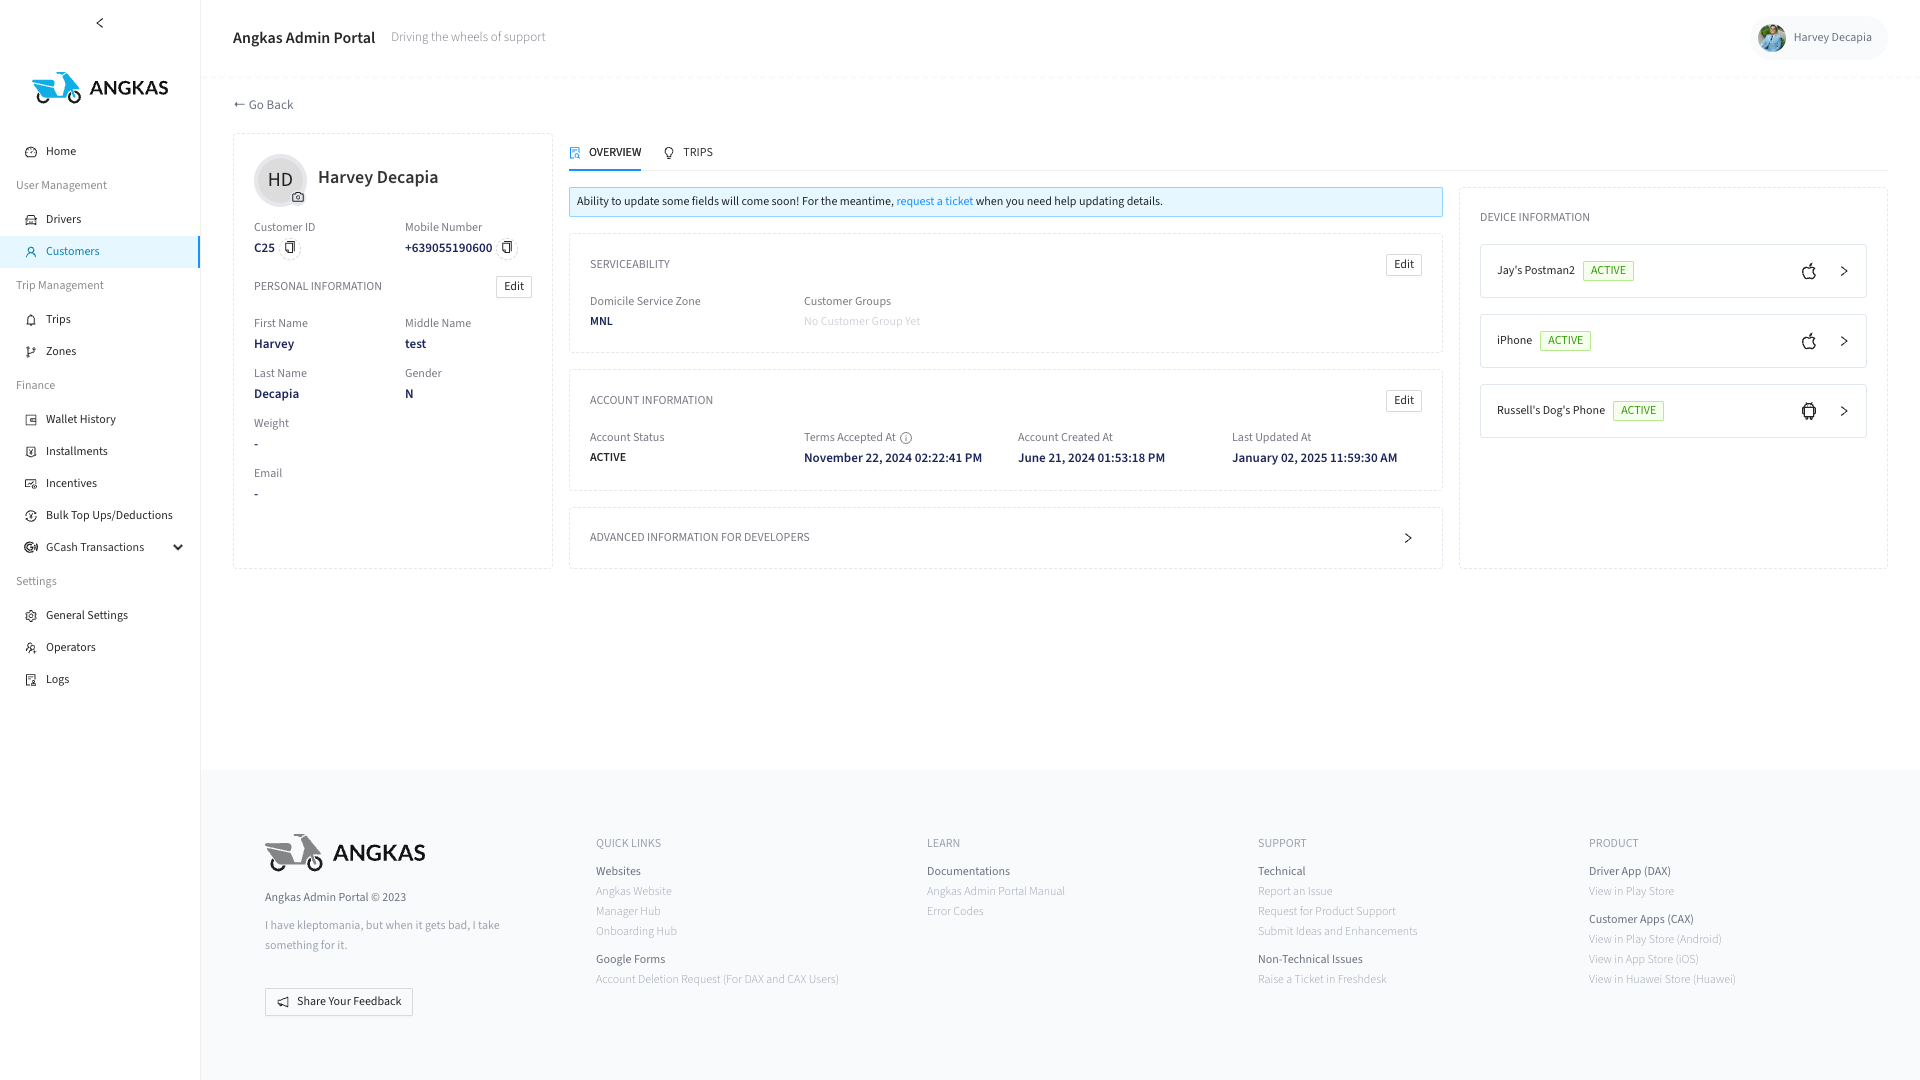 Angkas Admin Portal Driving the wheels of support
Harvey Decapia
ANGKAS
Home
User Management
Drivers
Customers
Trip Management
Trips
Zones
Finance
Wallet History
Installments
Incentives
Bulk Top Ups/Deductions
GCash Transactions
Settings
General Settings
Operators
Logs
← Go Back
HD
Harvey Decapia
Customer ID Mobile Number
C25 +639055190600
PERSONAL INFORMATION Edit
First Name Middle Name
Harvey test
Last Name Gender
Decapia N
Weight
-
Email
-
OVERVIEW TRIPS
Ability to update some fields will come soon! For the meantime, request a ticket when you need help updating details.
SERVICEABILITY Edit
Domicile Service Zone Customer Groups
MNL No Customer Group Yet
ACCOUNT INFORMATION Edit
Account Status Terms Accepted At Account Created At Last Updated At
ACTIVE November 22, 2024 02:22:41 PM June 21, 2024 01:53:18 PM January 02, 2025 11:59:30 AM
ADVANCED INFORMATION FOR DEVELOPERS
DEVICE INFORMATION
Jay's Postman2 ACTIVE
iPhone ACTIVE
Russell's Dog's Phone ACTIVE
ANGKAS
Angkas Admin Portal © 2023
I have kleptomania, but when it gets bad, I take
something for it.
Share Your Feedback
QUICK LINKS
Websites
Angkas Website
Manager Hub
Onboarding Hub
Google Forms
Account Deletion Request (For DAX and CAX Users)
LEARN
Documentations
Angkas Admin Portal Manual
Error Codes
SUPPORT
Technical
Report an Issue
Request for Product Support
Submit Ideas and Enhancements
Non-Technical Issues
Raise a Ticket in Freshdesk
PRODUCT
Driver App (DAX)
View in Play Store
Customer Apps (CAX)
View in Play Store (Android)
View in App Store (iOS)
View in Huawei Store (Huawei)